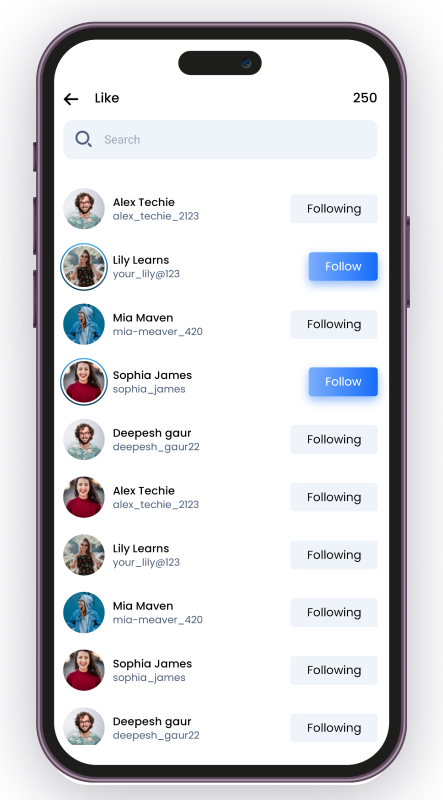 Like 250
Search
Alex Techie
alex_techie_2123
Following
Lily Learns
your_lily@123
Follow
Mia Maven
mia-meaver_420
Following
Sophia James
sophia_james
Follow
Deepesh gaur
deepesh_gaur22
Following
Alex Techie
alex_techie_2123
Following
Lily Learns
your_lily@123
Following
Mia Maven
mia-meaver_420
Following
Sophia James
sophia_james
Following
Deepesh gaur
deepesh_gaur22
Following